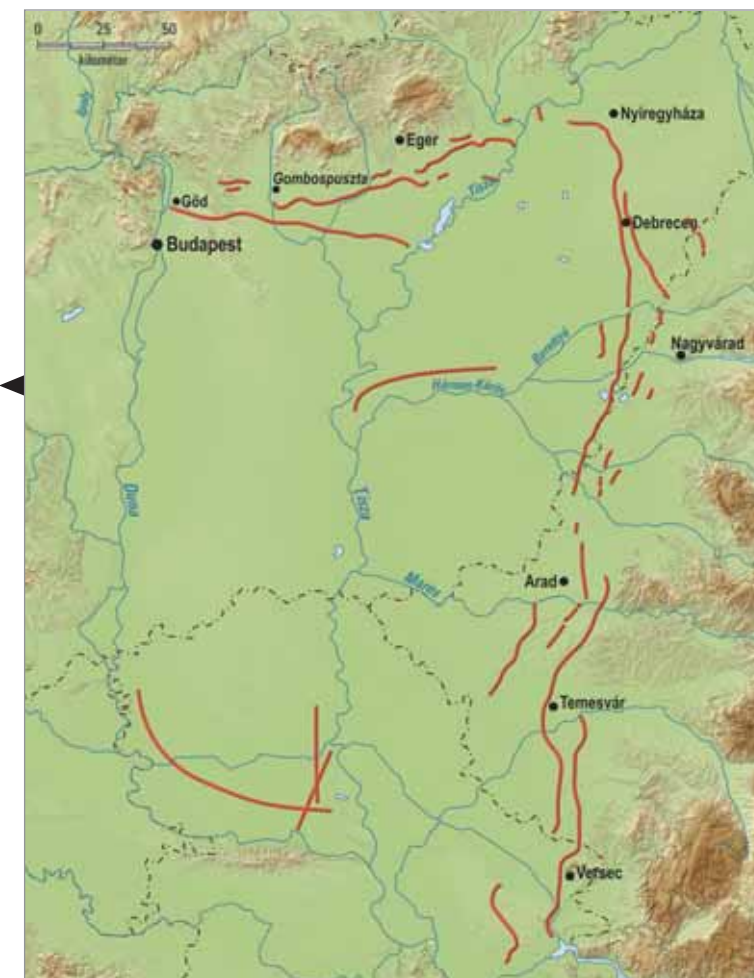 0 25 50
kilométer
Nyíregyháza
Eger
Gombospuszta
Tisza
Göd
Debrecen
Budapest
Nagyvárad
Berettyó
Hármas-Körös
Duna
Tisza
Arad
Maros
Temesvár
Versec